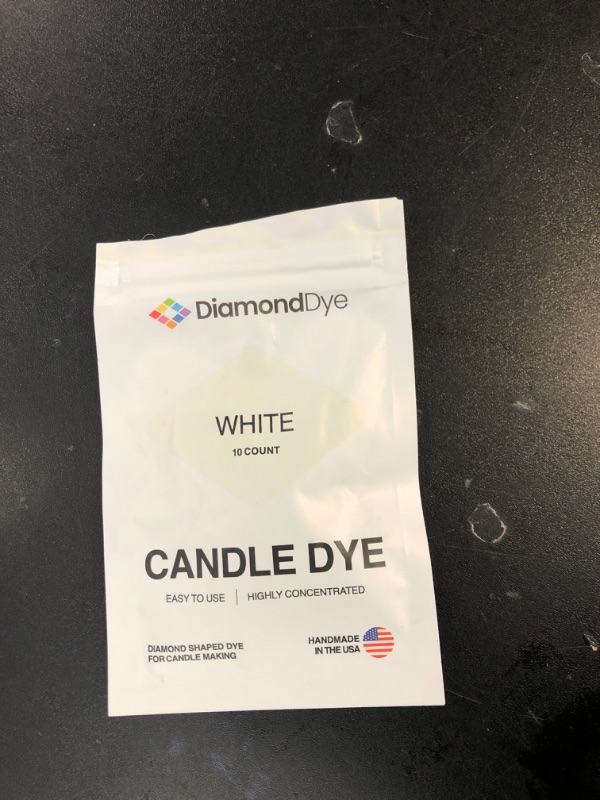 DiamondDye
WHITE
10 COUNT
CANDLE DYE
EASY TO USE | HIGHLY CONCENTRATED
DIAMOND SHAPED DYE
FOR CANDLE MAKING
HANDMADE
IN THE USA